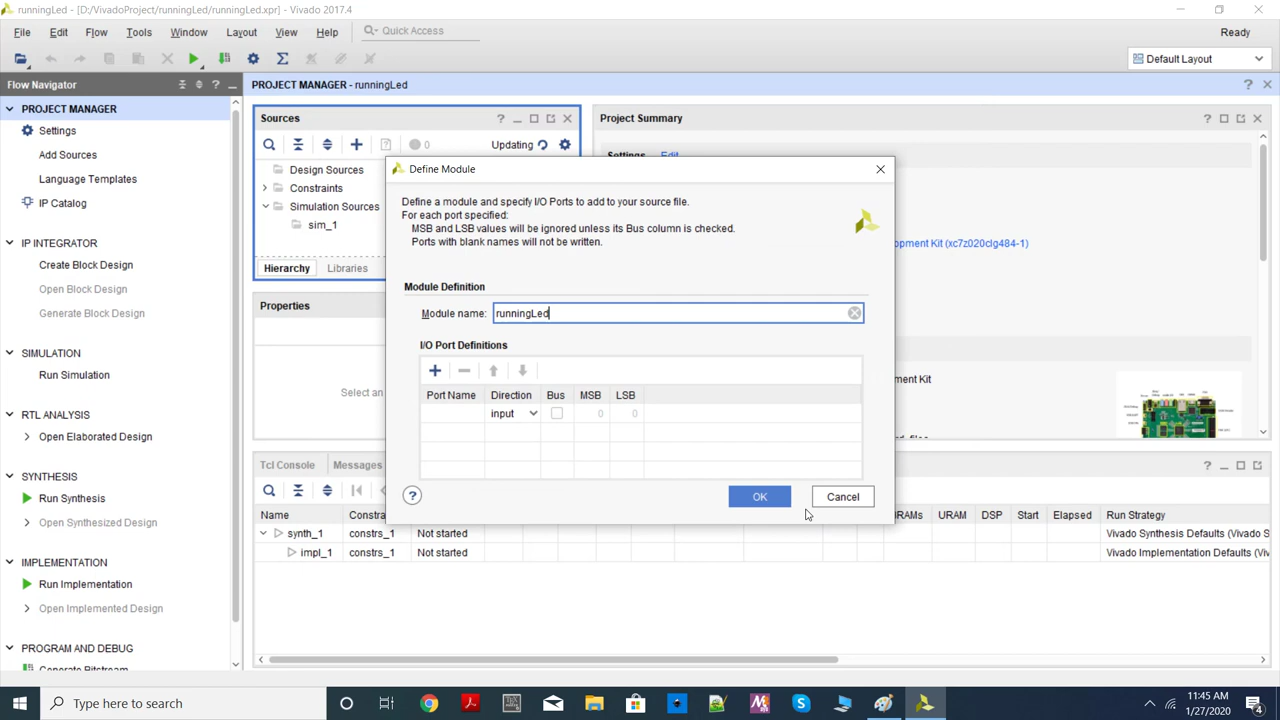 runningLed - [D:/VivadoProject/runningLed/runningLed.xpr] - Vivado 2017.4
File Edit Flow Tools Window Layout View Help Quick Access Ready
Default Layout
Flow Navigator
PROJECT MANAGER - runningLed
PROJECT MANAGER
Settings
Add Sources
Language Templates
IP Catalog
IP INTEGRATOR
Create Block Design
Open Block Design
Generate Block Design
SIMULATION
Run Simulation
RTL ANALYSIS
Open Elaborated Design
SYNTHESIS
Run Synthesis
Open Synthesized Design
IMPLEMENTATION
Run Implementation
Open Implemented Design
PROGRAM AND DEBUG
Generate Bitstream
Sources
0 Updating
Design Sources
Constraints
Simulation Sources
sim_1
Hierarchy Libraries
Properties
Select an
Project Summary
Settings Edit
opment Kit (xc7z020clg484-1)
ment Kit
Define Module
Define a module and specify I/O Ports to add to your source file.
For each port specified:
MSB and LSB values will be ignored unless its Bus column is checked.
Ports with blank names will not be written.
Module Definition
Module name: runningLed
I/O Port Definitions
Port Name Direction Bus MSB LSB
input 0 0
OK Cancel
Tcl Console Messages
Name Constra RAMs URAM DSP Start Elapsed Run Strategy
synth_1 constrs_1 Not started Vivado Synthesis Defaults (Vivado S
impl_1 constrs_1 Not started Vivado Implementation Defaults (Viv
Type here to search
11:45 AM
1/27/2020
4